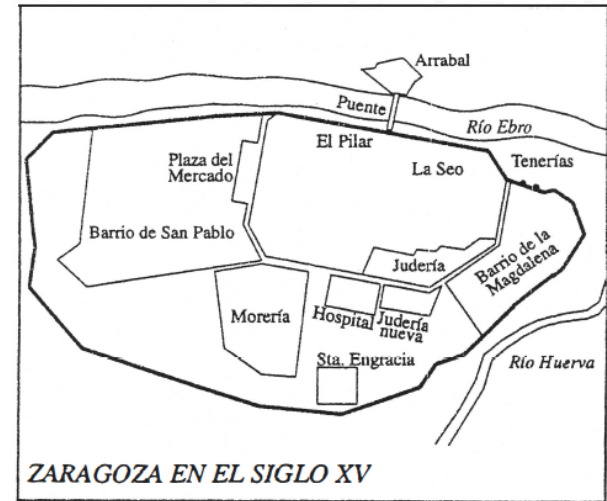 Arrabal
Puente
Río Ebro
El Pilar
Plaza del
Mercado
La Seo
Tenerías
Barrio de San Pablo
Judería
Barrio de la
Magdalena
Morería
Hospital
Judería
nueva
Sta. Engracia
Río Huerva
ZARAGOZA EN EL SIGLO XV